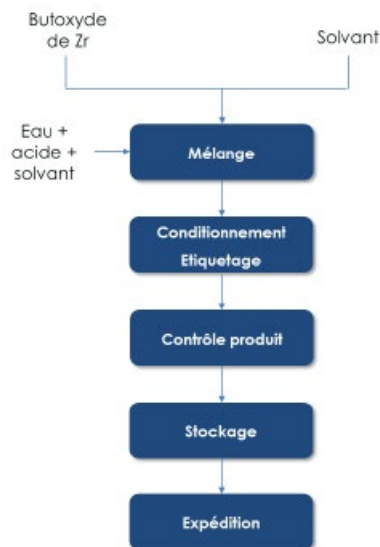 Butoxyde
de Zr
Solvant
Eau +
acide +
solvant
Mélange
Conditionnement
Etiquetage
Contrôle produit
Stockage
Expédition